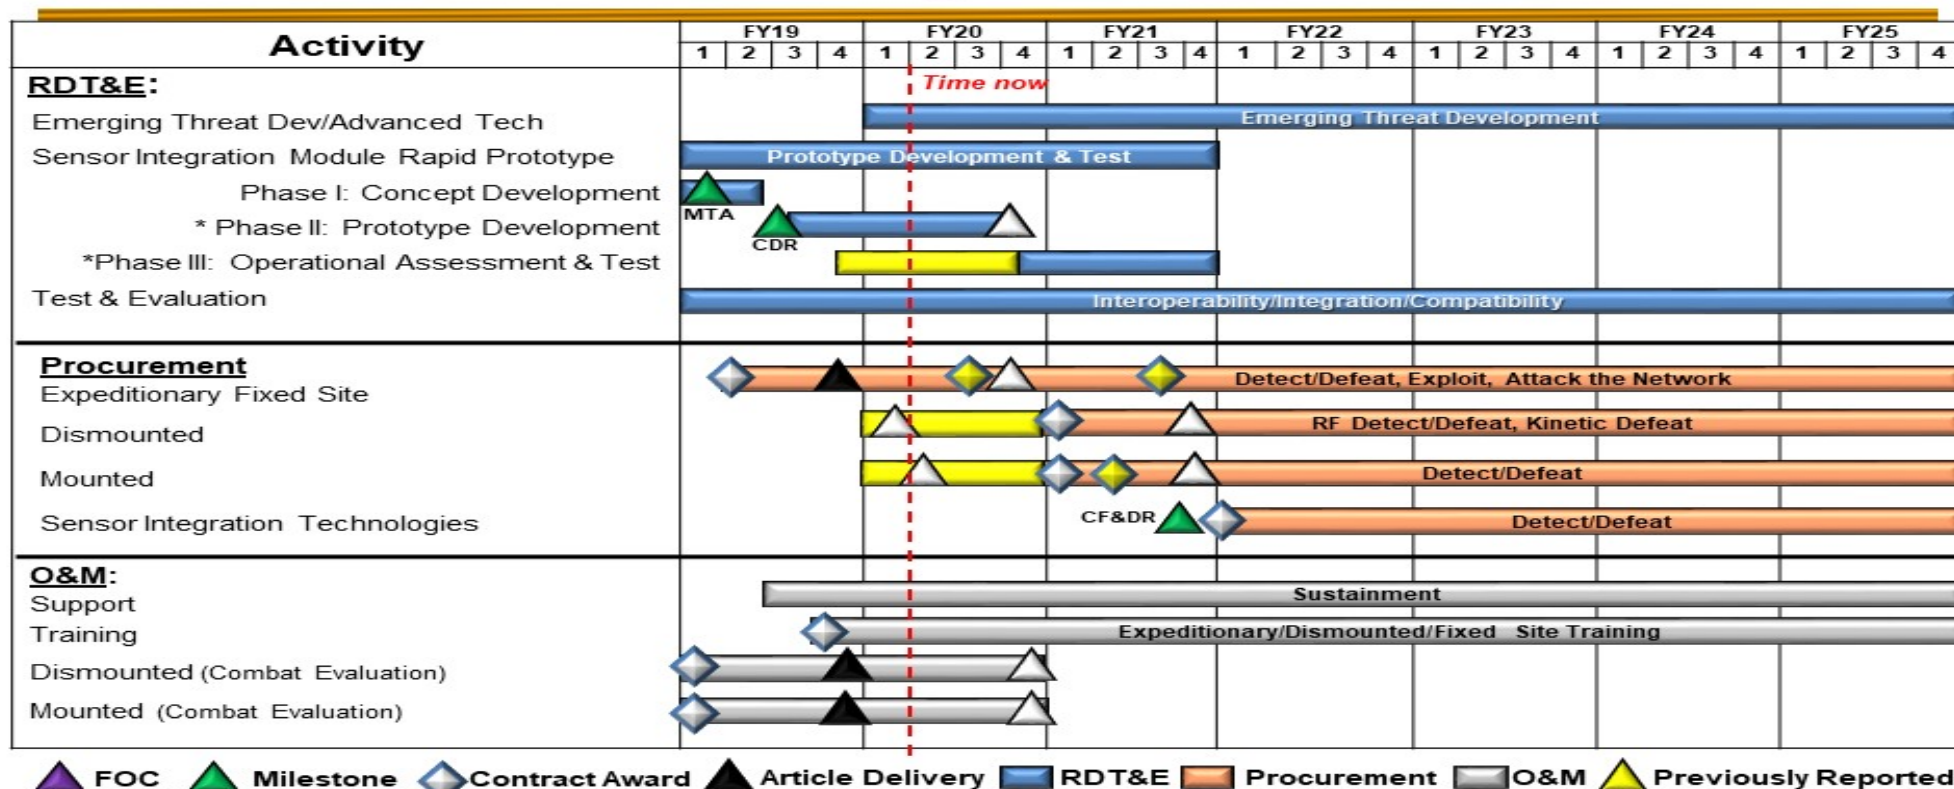 Activity
FY19 FY20 FY21 FY22 FY23 FY24 FY25
1 2 3 4 1 2 3 4 1 2 3 4 1 2 3 4 1 2 3 4 1 2 3 4 1 2 3 4
RDT&E:
Time now
Emerging Threat Dev/Advanced Tech
Emerging Threat Development
Sensor Integration Module Rapid Prototype
Prototype Development & Test
Phase I: Concept Development
MTA
* Phase II: Prototype Development
CDR
*Phase III: Operational Assessment & Test
Test & Evaluation
Interoperability/Integration/Compatibility
Procurement
Expeditionary Fixed Site
Detect/Defeat, Exploit, Attack the Network
Dismounted
RF Detect/Defeat, Kinetic Defeat
Mounted
Detect/Defeat
Sensor Integration Technologies
CF&DR
Detect/Defeat
O&M:
Support
Sustainment
Training
Expeditionary/Dismounted/Fixed Site Training
Dismounted (Combat Evaluation)
Mounted (Combat Evaluation)
FOC Milestone Contract Award Article Delivery RDT&E Procurement O&M Previously Reported